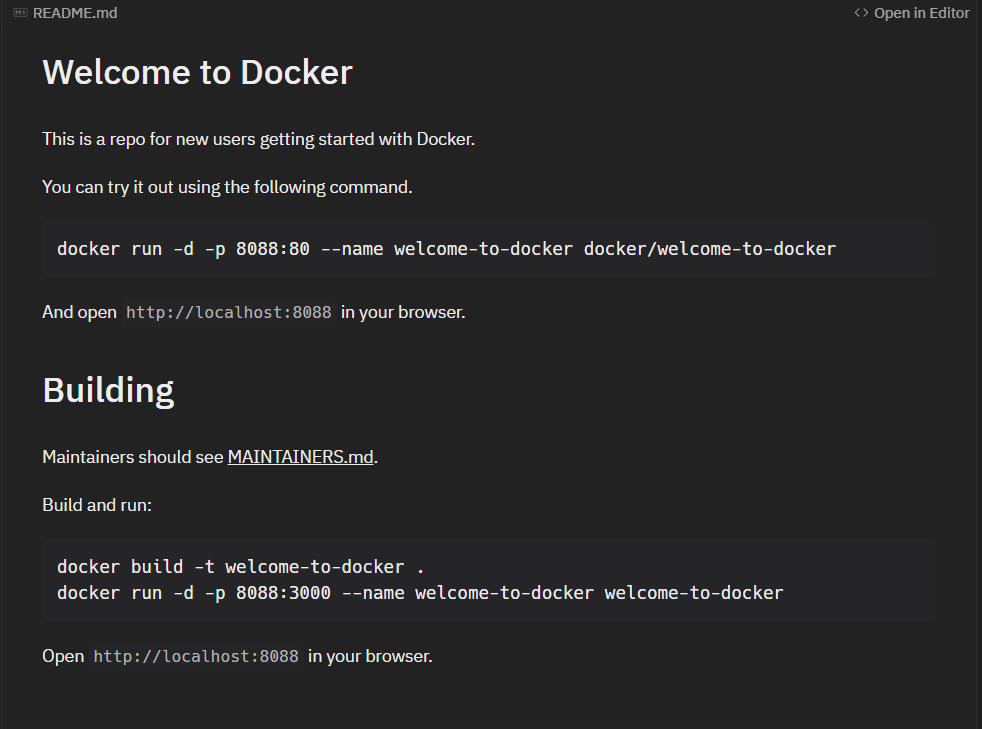 README.md
Open in Editor
Welcome to Docker
This is a repo for new users getting started with Docker.
You can try it out using the following command.
docker run -d -p 8088:80 --name welcome-to-docker docker/welcome-to-docker
And open http://localhost:8088 in your browser.
Building
Maintainers should see MAINTAINERS.md.
Build and run:
docker build -t welcome-to-docker .
docker run -d -p 8088:3000 --name welcome-to-docker welcome-to-docker
Open http://localhost:8088 in your browser.